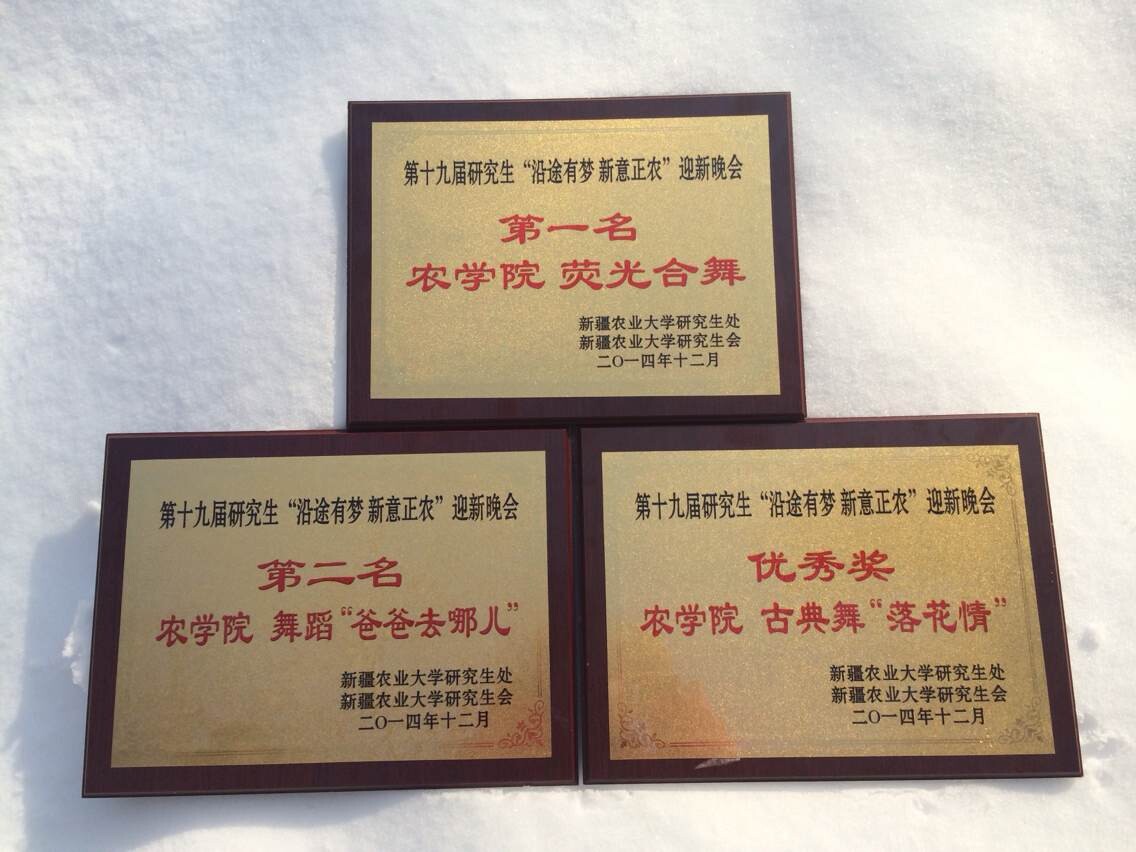 第十九届研究生“沿途有梦 新意正农”迎新晚会
第一名
农学院 荧光合舞
新疆农业大学研究生处
新疆农业大学研究生会
二〇一四年十二月
第十九届研究生“沿途有梦 新意正农”迎新晚会
第二名
农学院 舞蹈“爸爸去哪儿”
新疆农业大学研究生处
新疆农业大学研究生会
二〇一四年十二月
第十九届研究生“沿途有梦 新意正农”迎新晚会
优秀奖
农学院 古典舞“落花情”
新疆农业大学研究生处
新疆农业大学研究生会
二〇一四年十二月